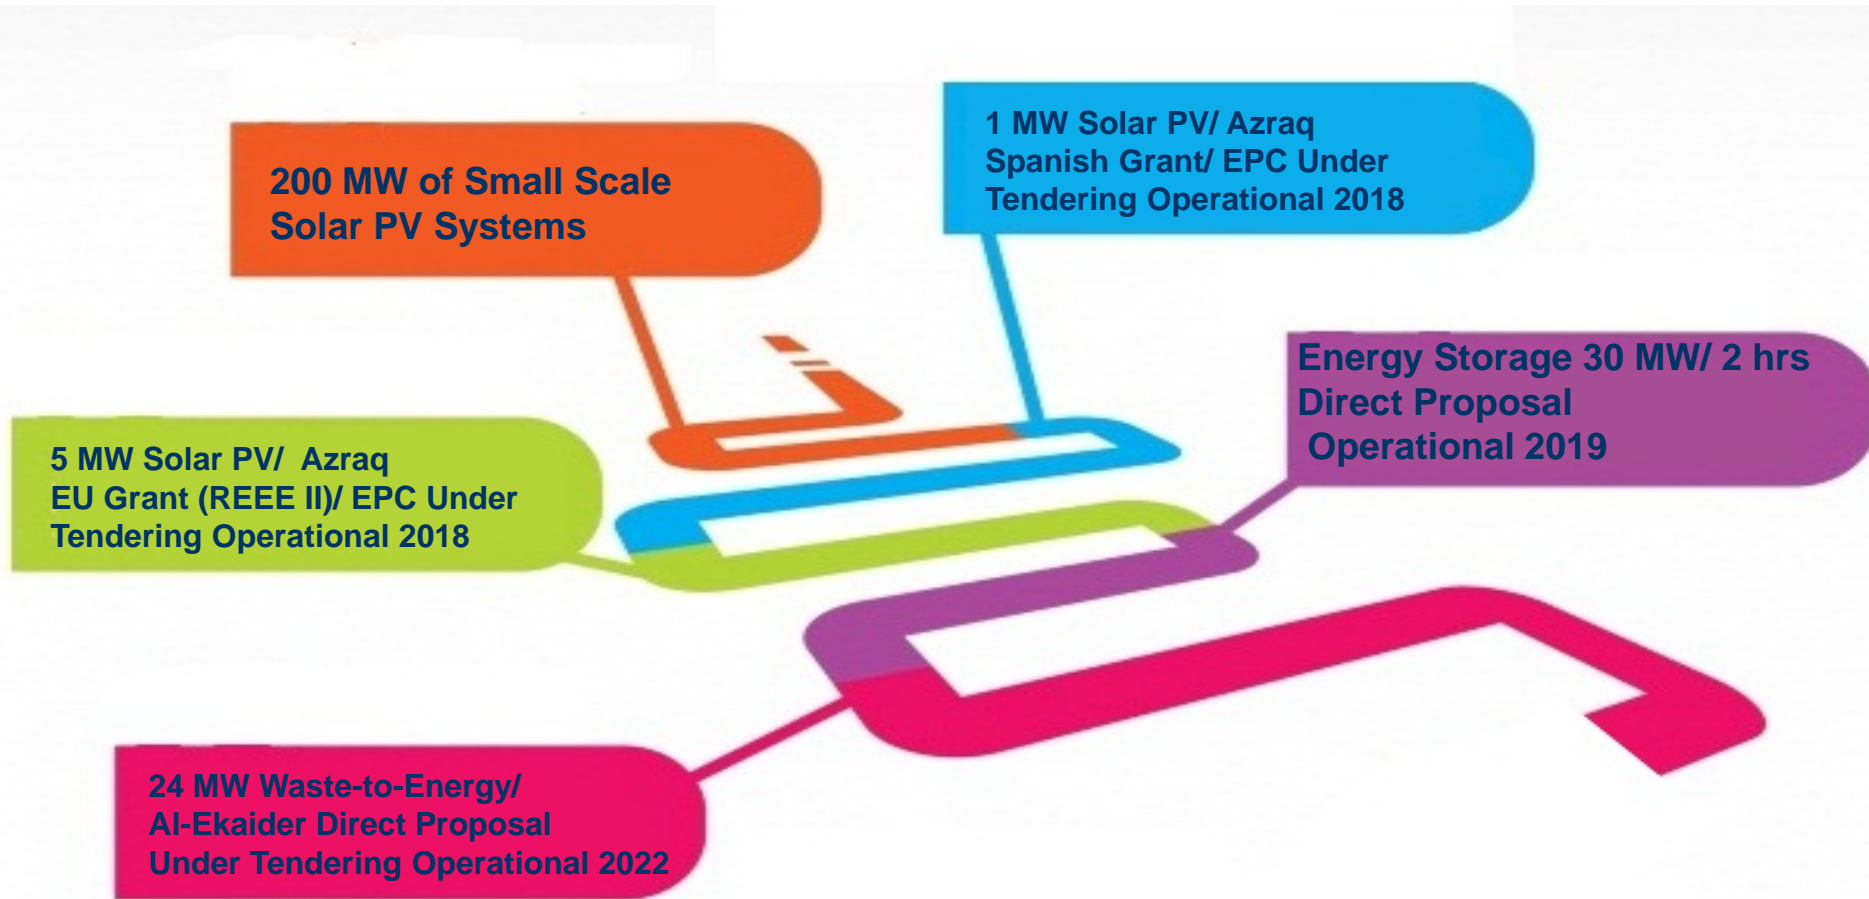 200 MW of Small Scale
Solar PV Systems
1 MW Solar PV/ Azraq
Spanish Grant/ EPC Under
Tendering Operational 2018
Energy Storage 30 MW/ 2 hrs
Direct Proposal
Operational 2019
5 MW Solar PV/ Azraq
EU Grant (REEE II)/ EPC Under
Tendering Operational 2018
24 MW Waste-to-Energy/
Al-Ekaider Direct Proposal
Under Tendering Operational 2022